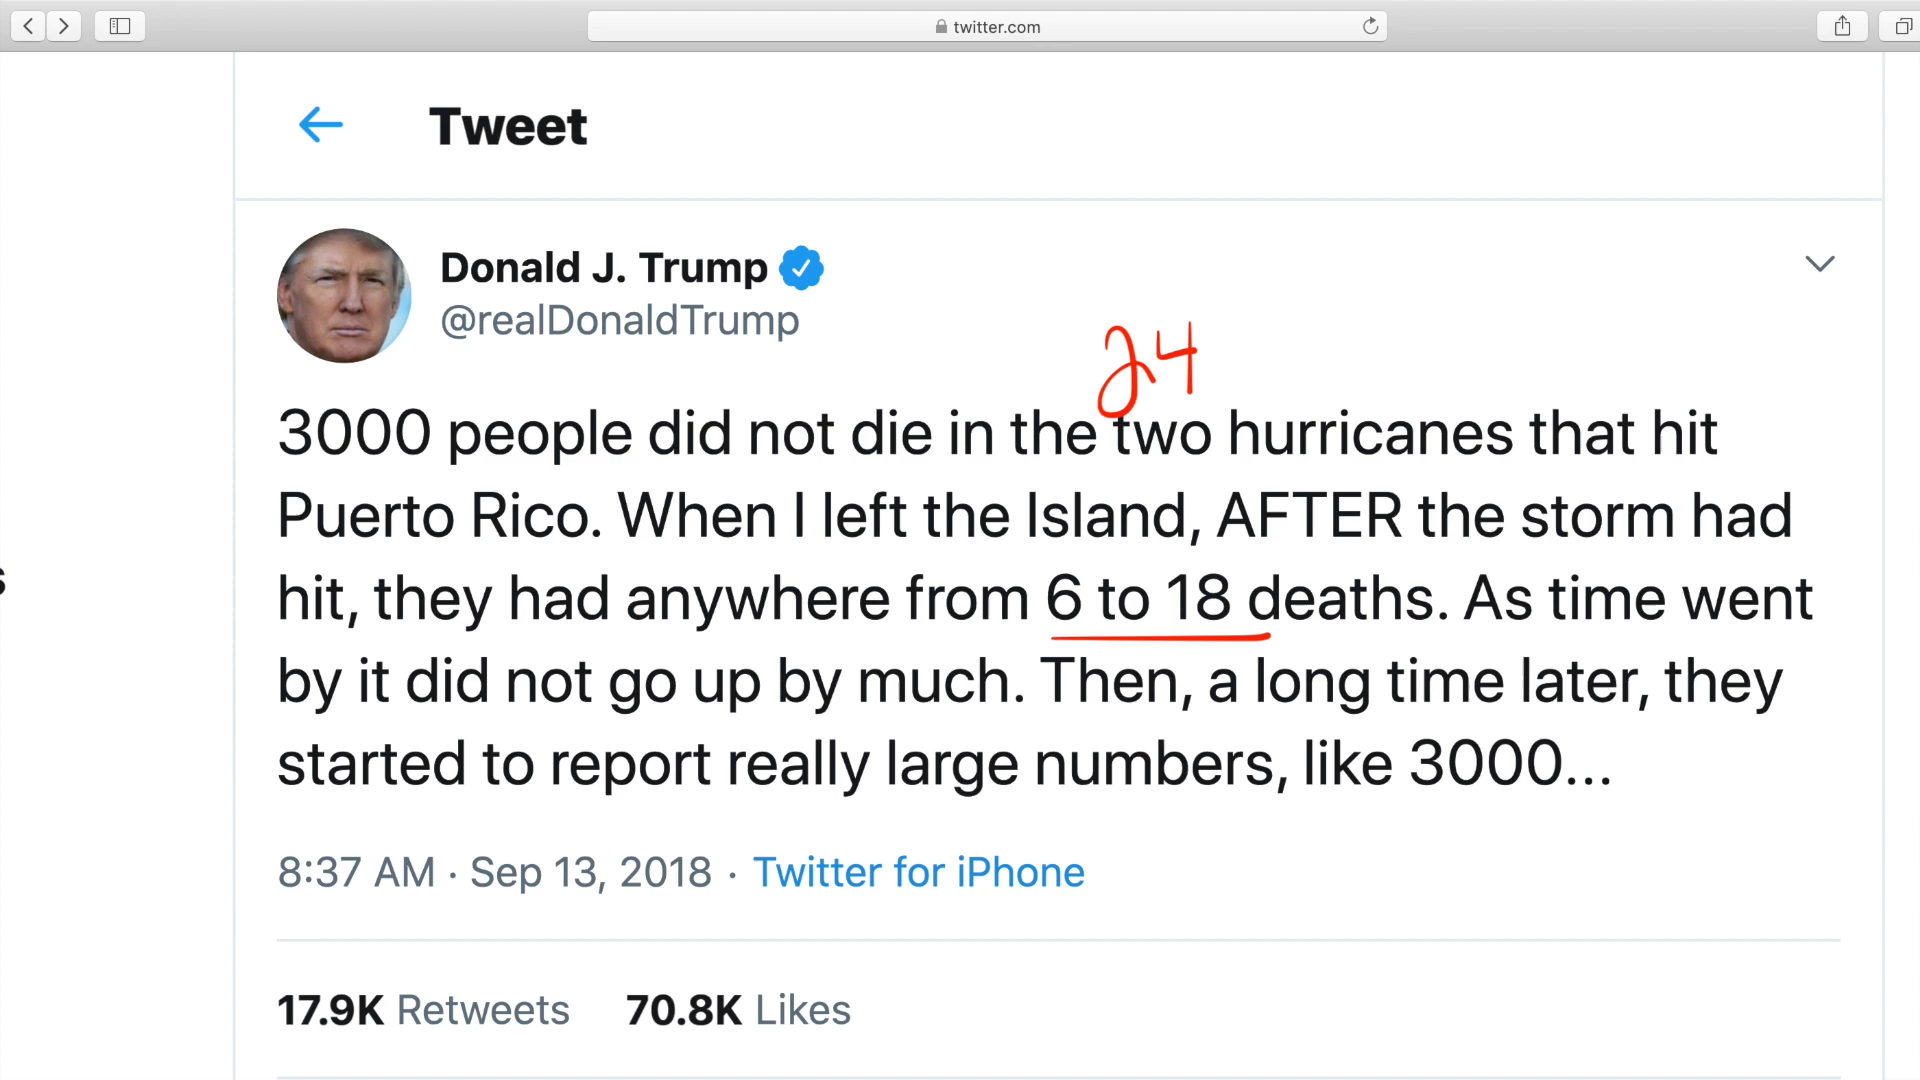 twitter.com
Tweet
Donald J. Trump
@realDonaldTrump
24
3000 people did not die in the two hurricanes that hit
Puerto Rico. When I left the Island, AFTER the storm had
hit, they had anywhere from 6 to 18 deaths. As time went
by it did not go up by much. Then, a long time later, they
started to report really large numbers, like 3000...
s
8:37 AM · Sep 13, 2018 · Twitter for iPhone
17.9K Retweets 70.8K Likes